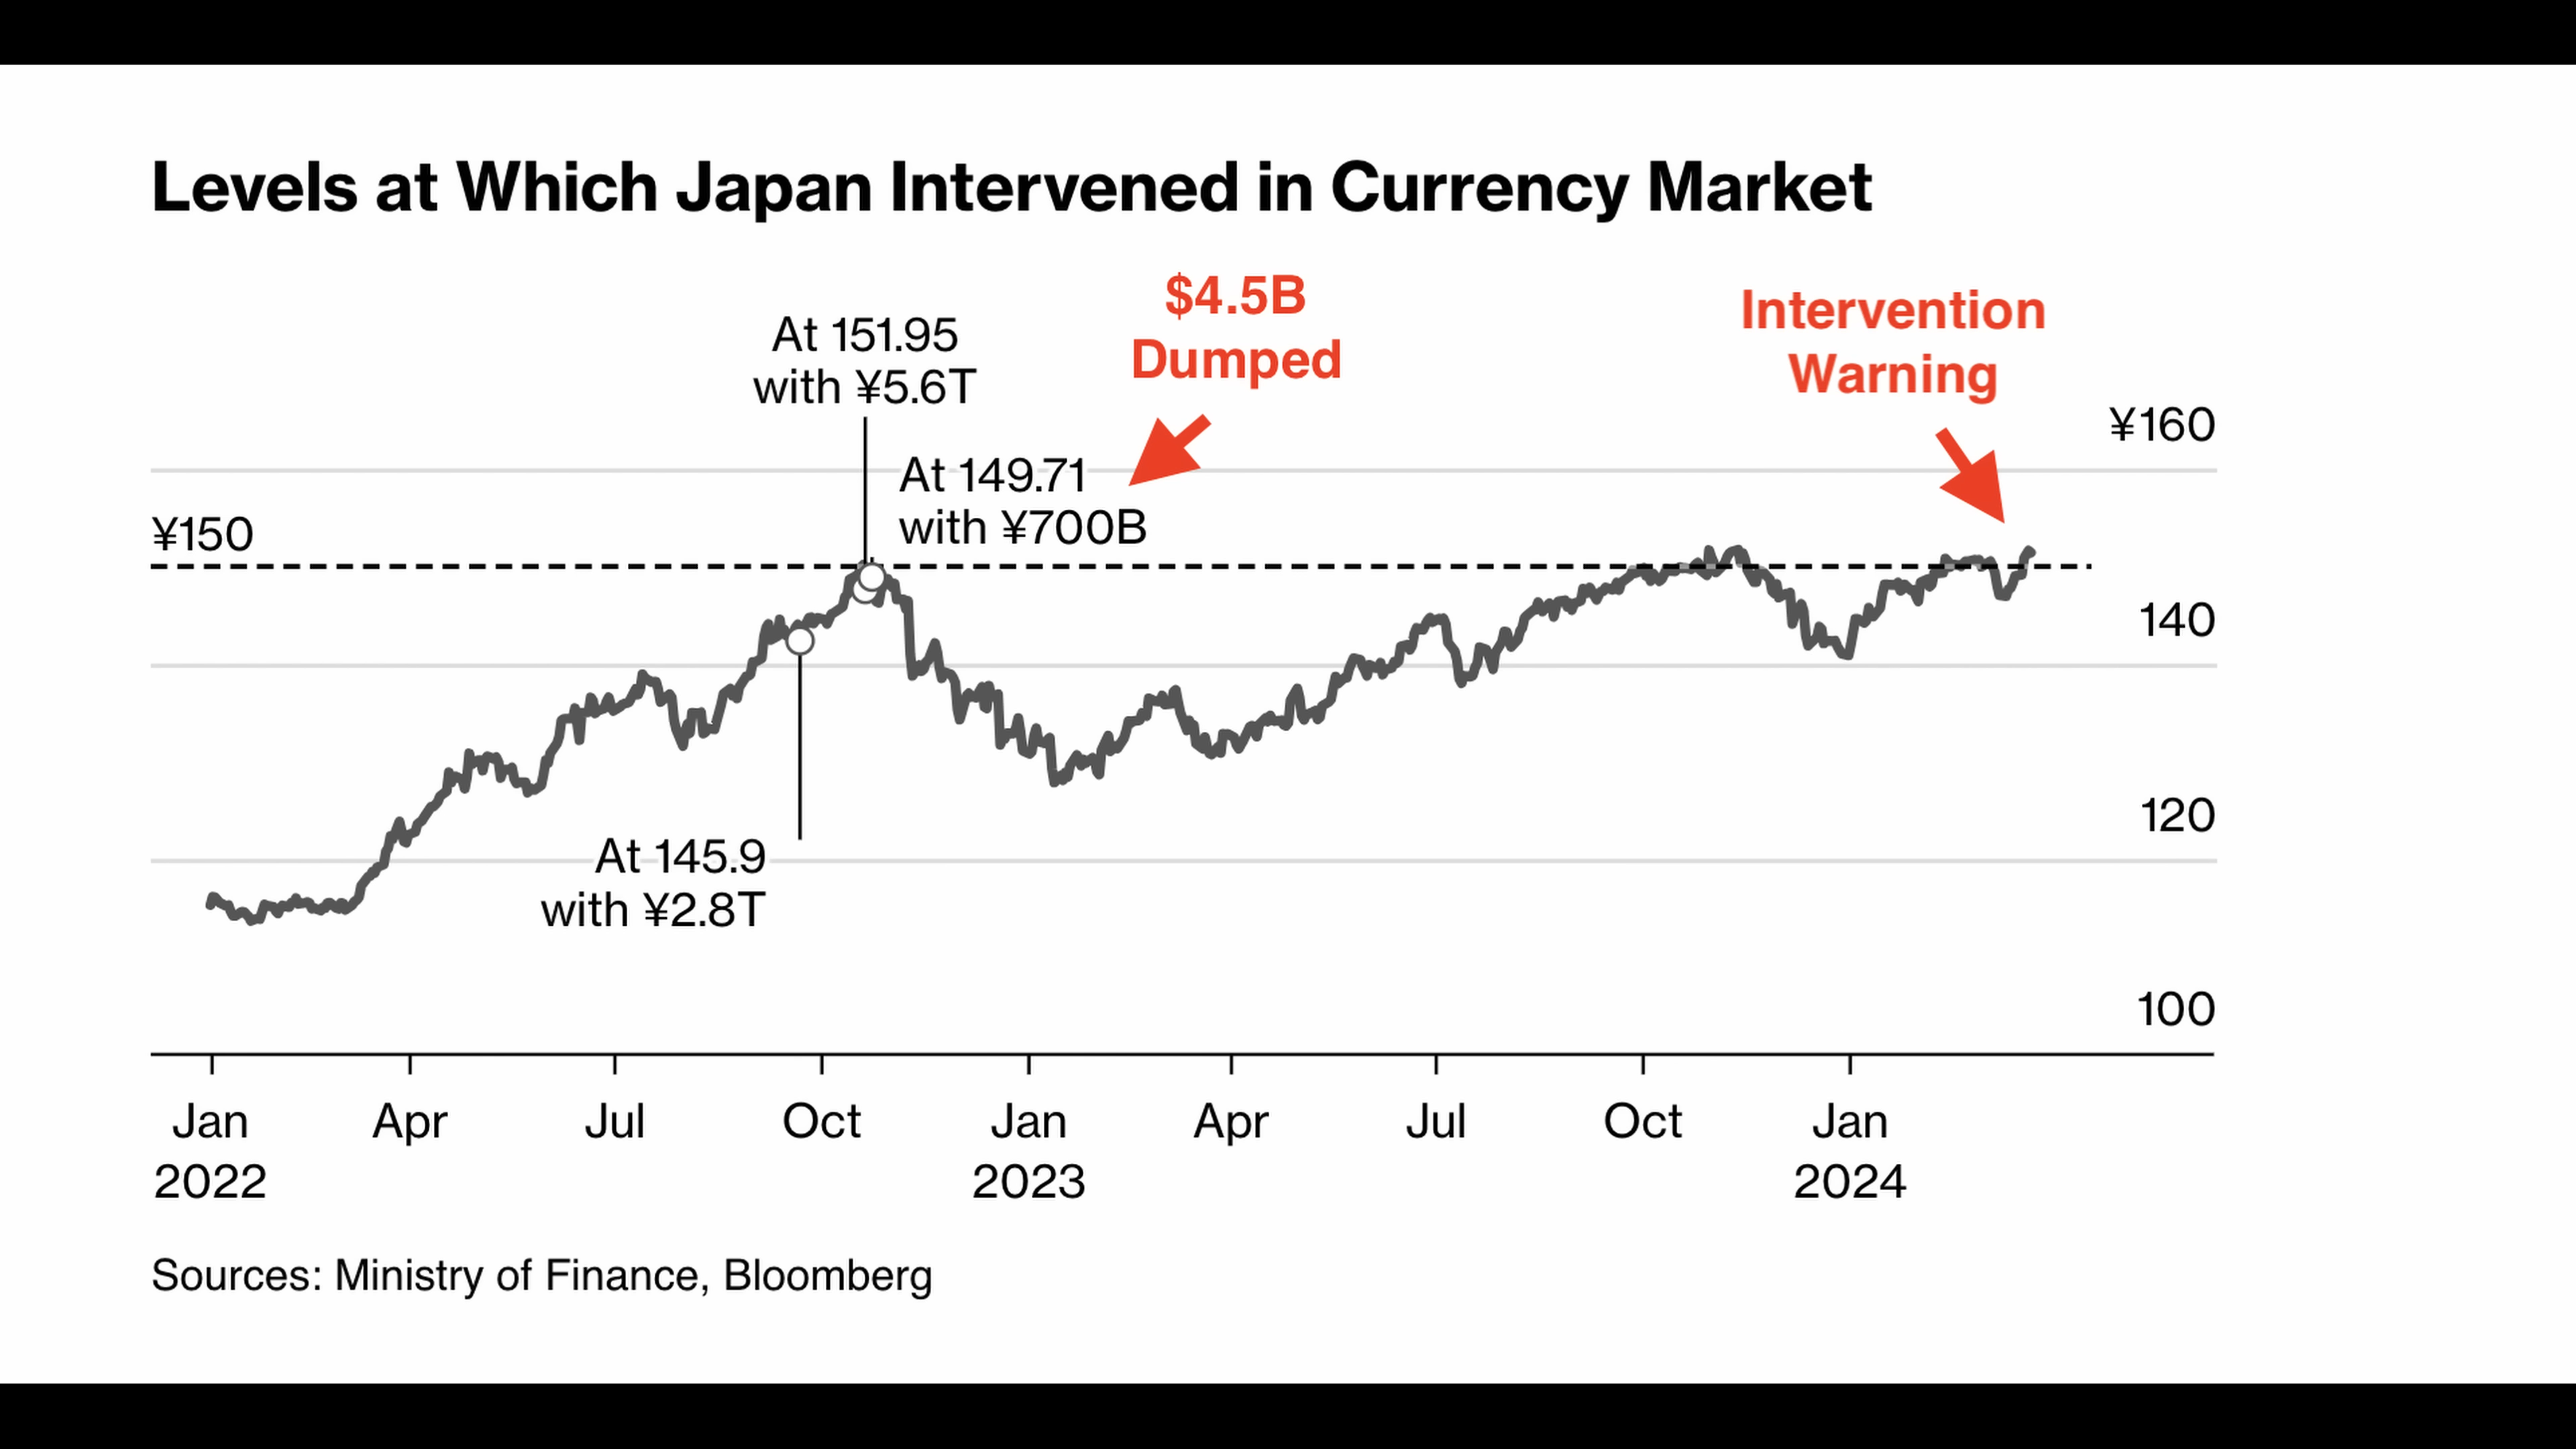 Levels at Which Japan Intervened in Currency Market
$4.5B
Dumped
Intervention
Warning
At 151.95
with ¥5.6T
At 149.71
with ¥700B
¥160
¥150
140
120
100
At 145.9
with ¥2.8T
Jan
Apr
Jul
Oct
Jan
Apr
Jul
Oct
Jan
2022
2023
2024
Sources: Ministry of Finance, Bloomberg